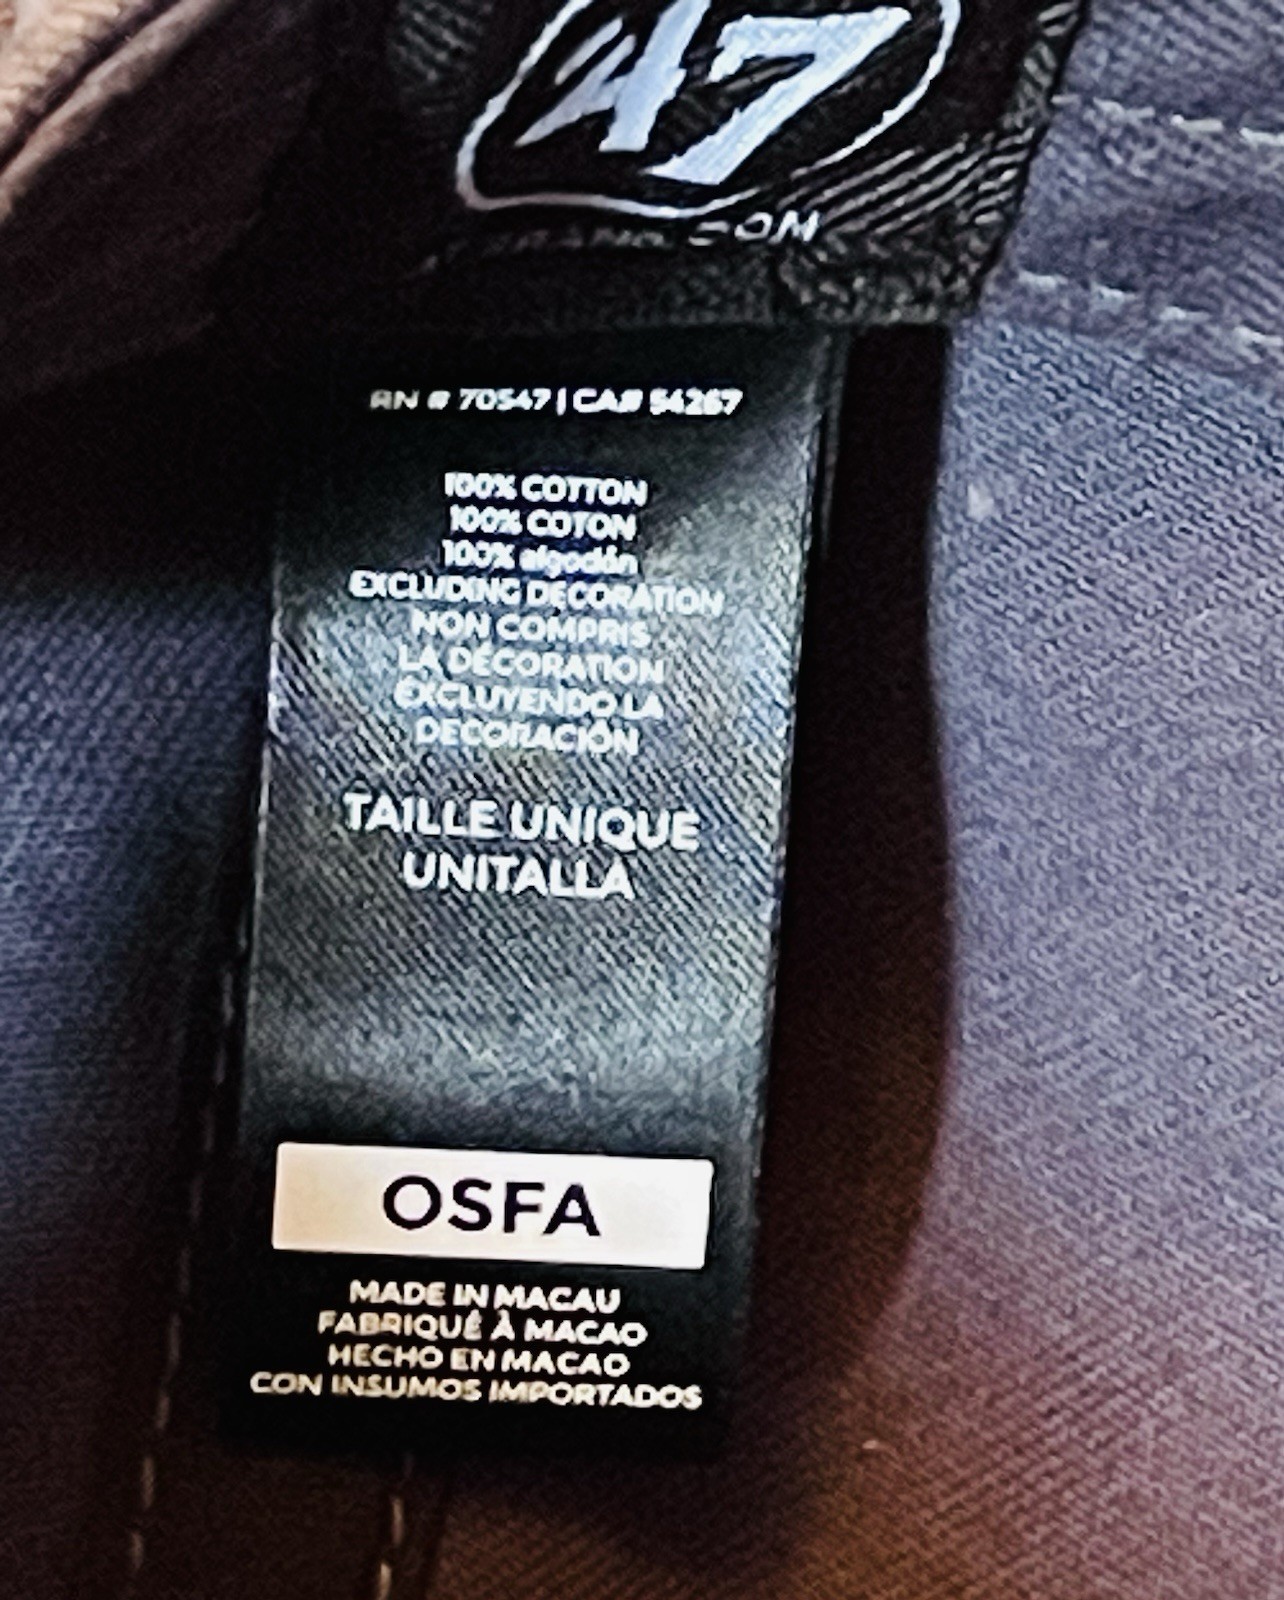 47
.COM
RN # 70547 | CA# 54267
100% COTTON
100% COTON
100% algodón
EXCLUDING DECORATION
NON COMPRIS
LA DÉCORATION
EXCLUYENDO LA
DECORACIÓN
TAILLE UNIQUE
UNITALLA
OSFA
MADE IN MACAU
FABRIQUÉ À MACAO
HECHO EN MACAO
CON INSUMOS IMPORTADOS